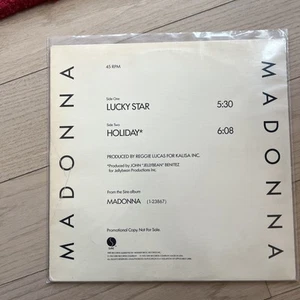 MADONNA
45 RPM
Side One
LUCKY STAR 5:30
Side Two
HOLIDAY* 6:08
PRODUCED BY REGGIE LUCAS FOR KALISA INC.
*Produced by JOHN "JELLYBEAN" BENITEZ
for Jellybean Productions Inc.
From the Sire album
MADONNA (1-23867)
Promotional Copy, Not For Sale
MADONNA